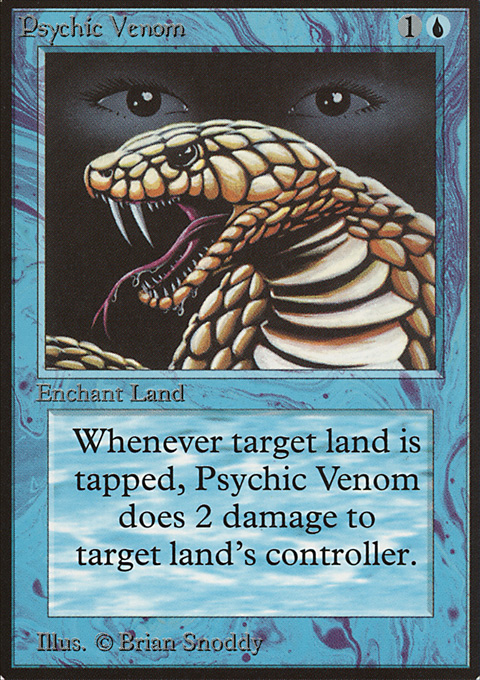 Psychic Venom 1
Enchant Land
Whenever target land is
tapped, Psychic Venom
does 2 damage to
target land's controller.
Illus. © Brian Snoddy